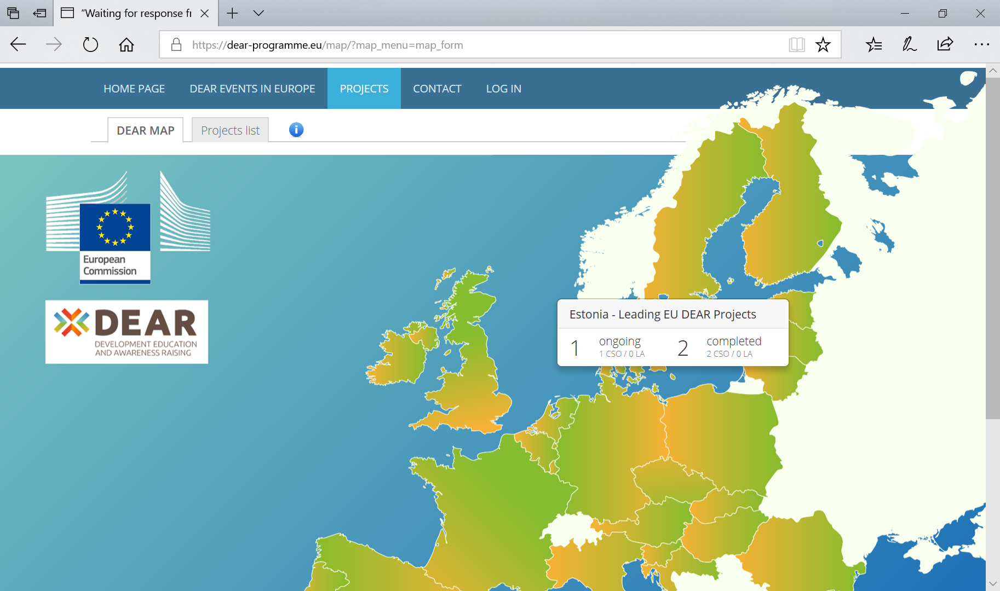 “Waiting for response fr
https://dear-programme.eu/map/?map_menu=map_form
HOME PAGE DEAR EVENTS IN EUROPE PROJECTS CONTACT LOG IN
DEAR MAP Projects list i
European
Commission
DEAR
DEVELOPMENT EDUCATION
AND AWARENESS RAISING
Estonia - Leading EU DEAR Projects
1 ongoing 2 completed
1 CSO / 0 LA 2 CSO / 0 LA